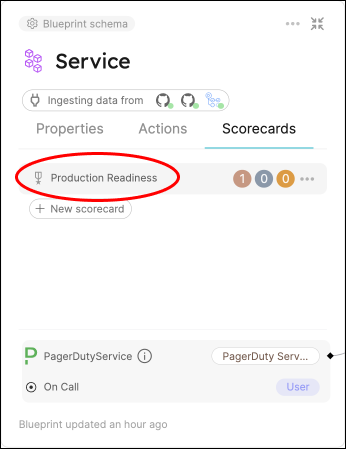 Blueprint schema
Service
Ingesting data from
Properties Actions Scorecards
Production Readiness 1 0 0
New scorecard
PagerDutyService PagerDuty Serv...
On Call User
Blueprint updated an hour ago